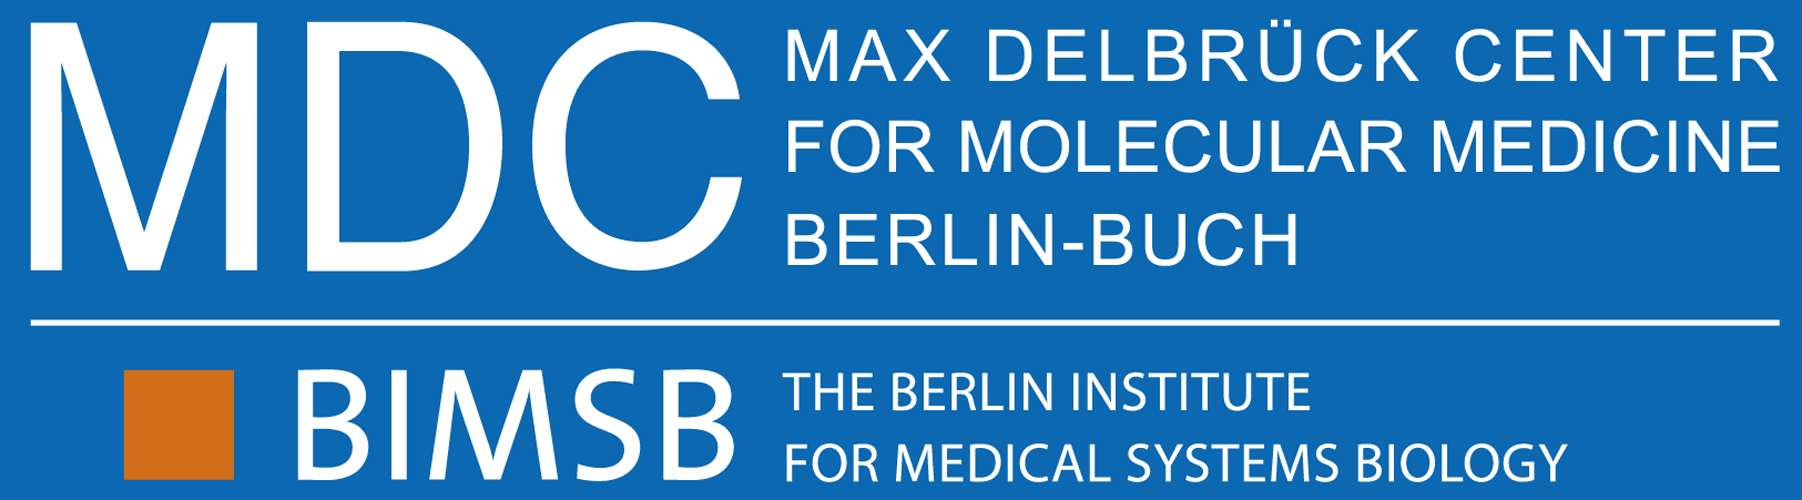 MDC
MAX DELBRÜCK CENTER
FOR MOLECULAR MEDICINE
BERLIN-BUCH
BIMSB
THE BERLIN INSTITUTE
FOR MEDICAL SYSTEMS BIOLOGY